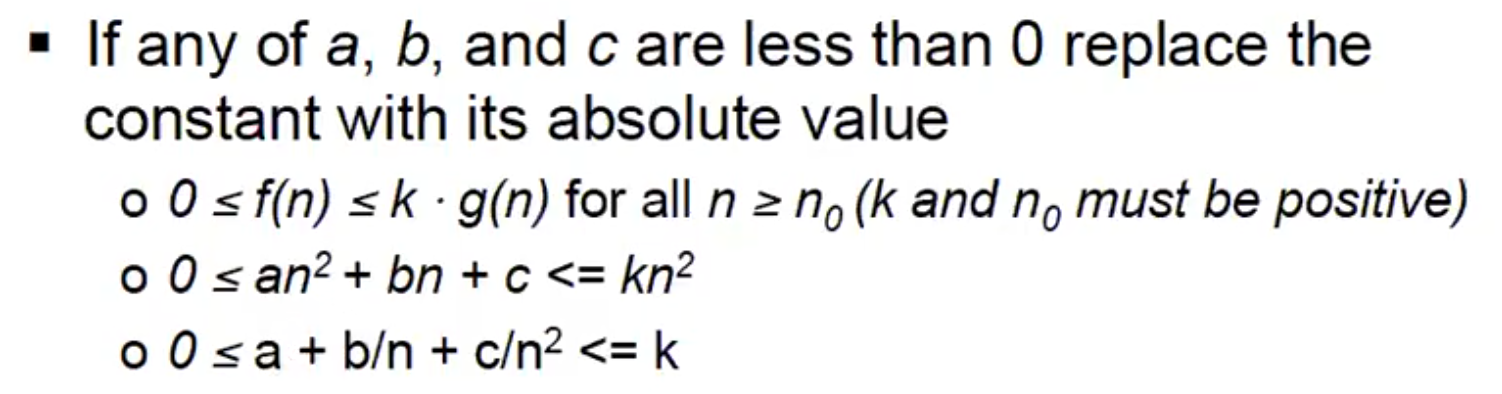 ▪ If any of a, b, and c are less than 0 replace the
constant with its absolute value
o 0 ≤ f(n) ≤ k · g(n) for all n ≥ n₀ (k and n₀ must be positive)
o 0 ≤ an² + bn + c <= kn²
o 0 ≤ a + b/n + c/n² <= k